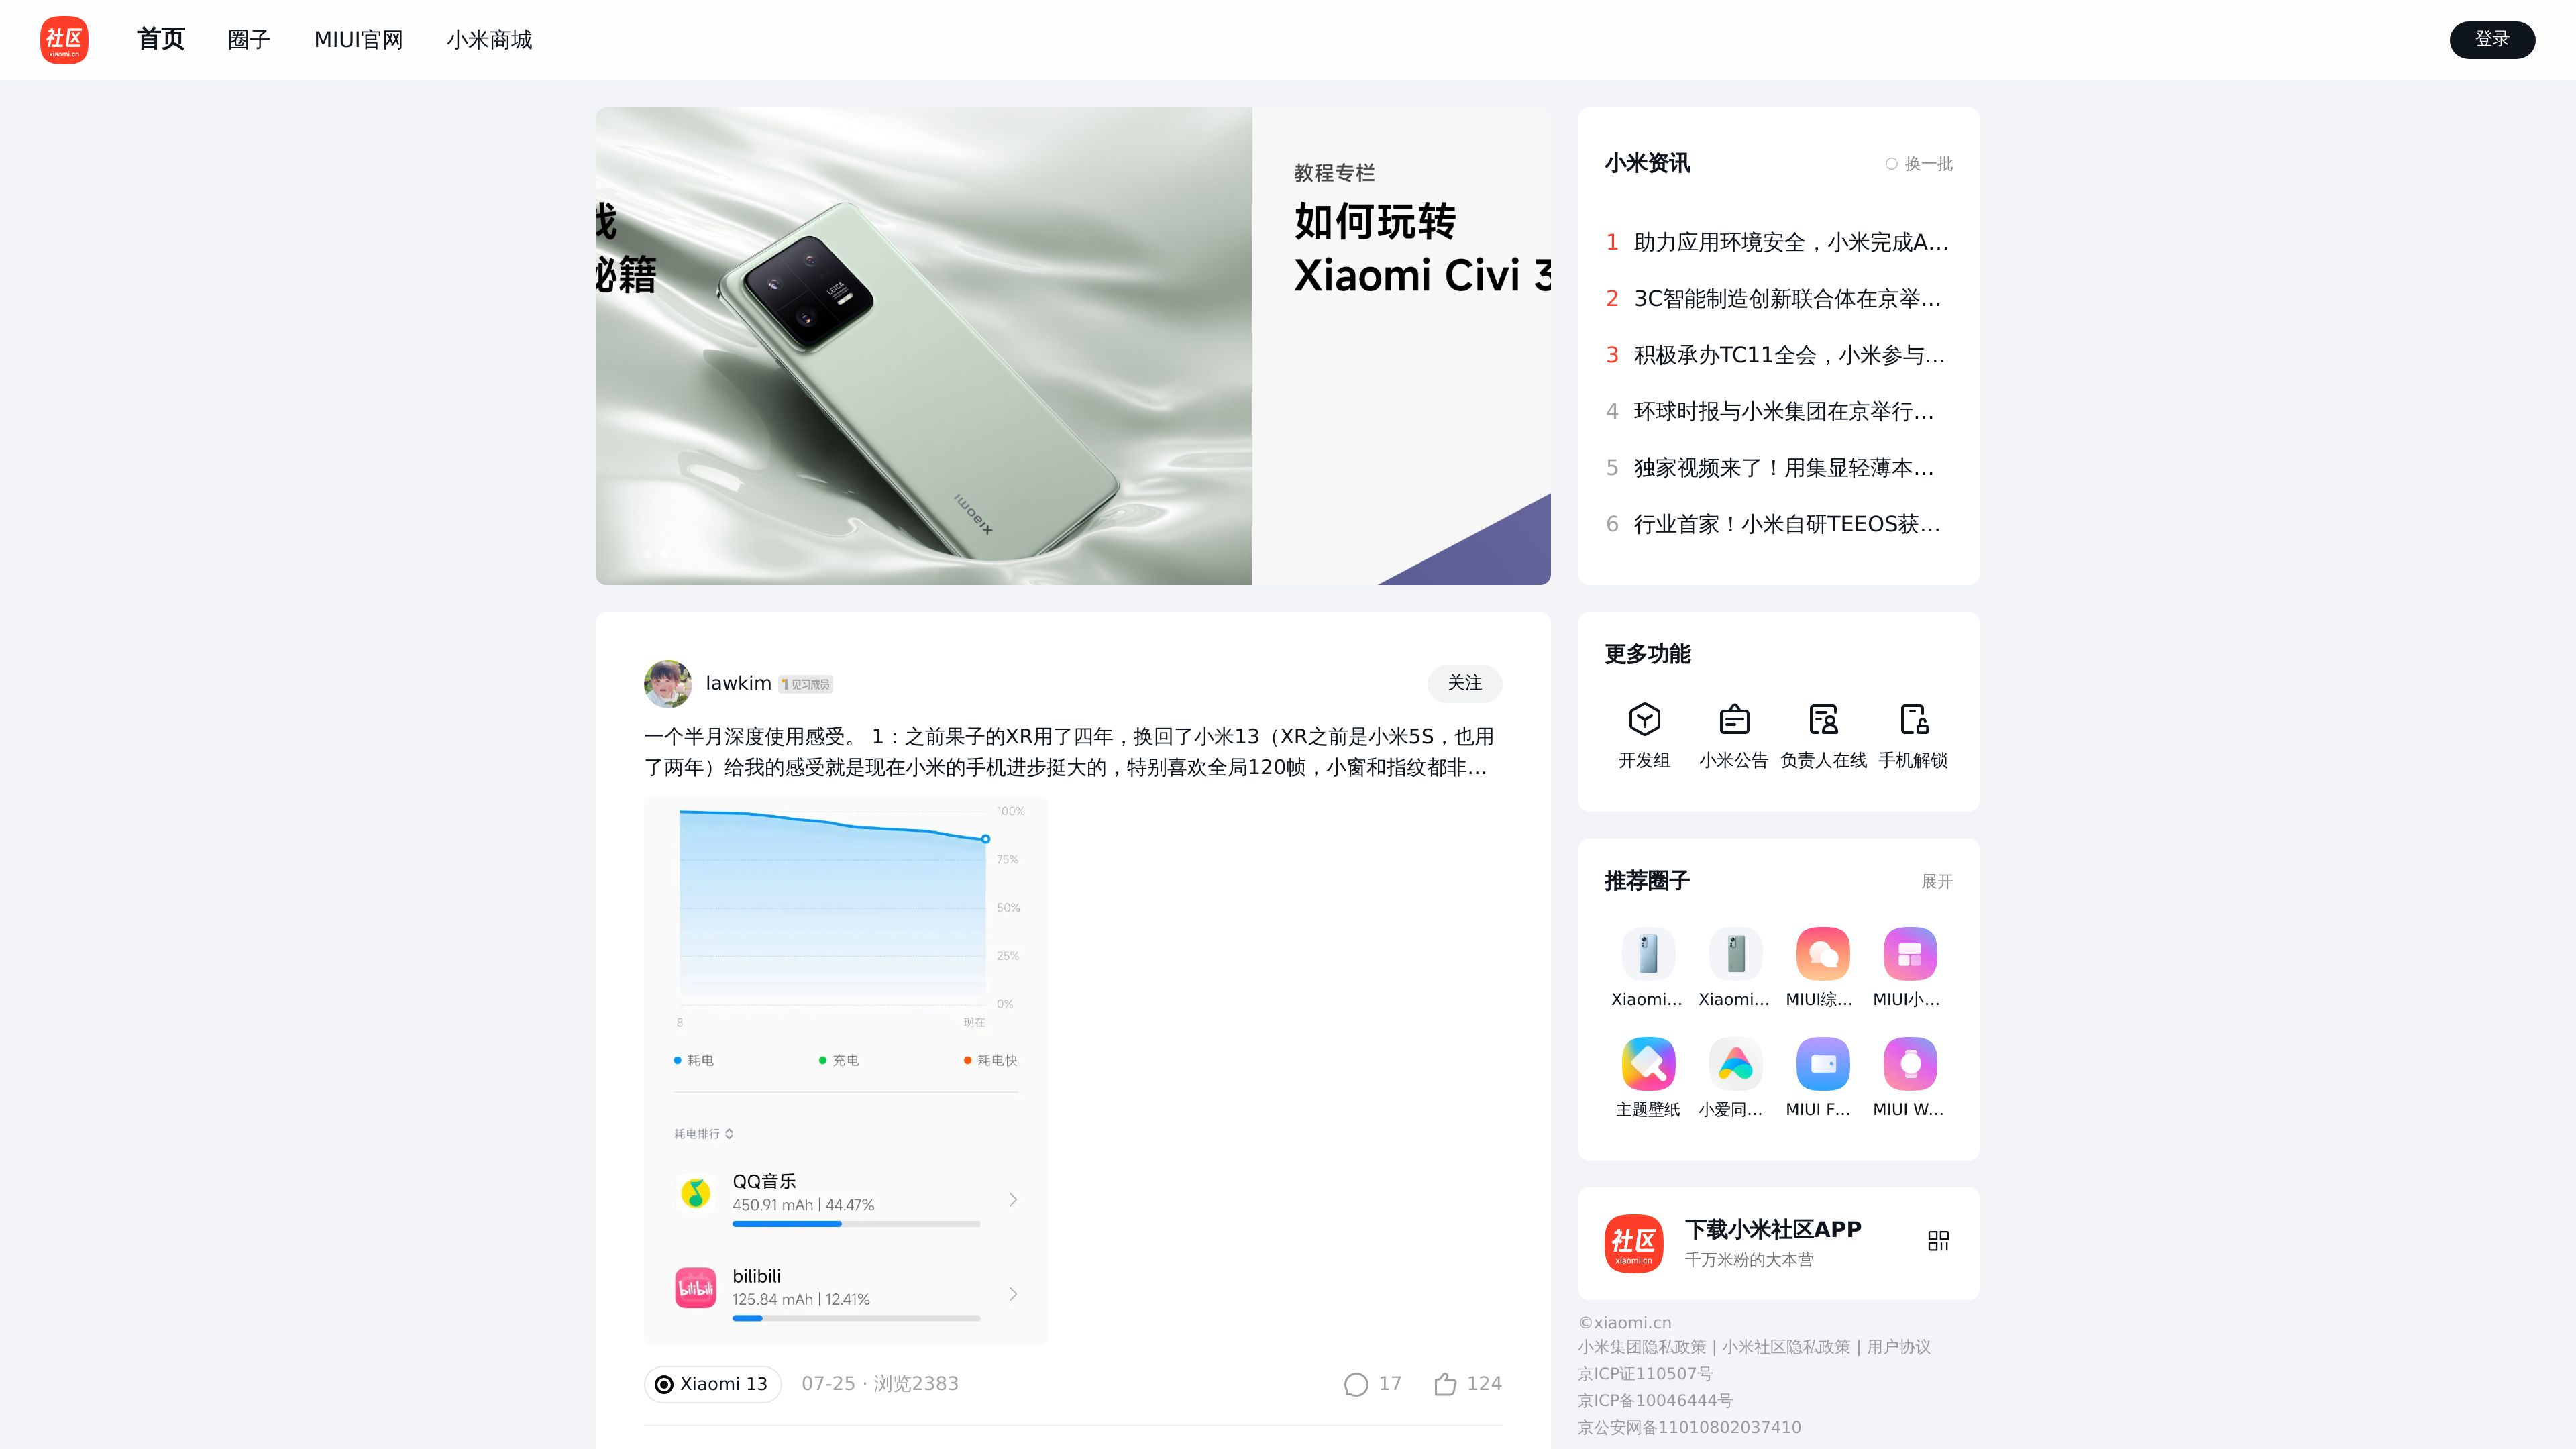 社区
xiaomi.cn
首页
圈子
MIUI官网
小米商城
登录
秘籍
LEICA
xiaomi
教程专栏
如何玩转
Xiaomi Civi 3
小米资讯
换一批
1 助力应用环境安全，小米完成A...
2 3C智能制造创新联合体在京举...
3 积极承办TC11全会，小米参与...
4 环球时报与小米集团在京举行...
5 独家视频来了！用集显轻薄本...
6 行业首家！小米自研TEEOS获...
lawkim
1 见习成员
关注
一个半月深度使用感受。 1：之前果子的XR用了四年，换回了小米13（XR之前是小米5S，也用
了两年）给我的感受就是现在小米的手机进步挺大的，特别喜欢全局120帧，小窗和指纹都非...
100%
75%
50%
25%
0%
8
现在
耗电
充电
耗电快
耗电排行
QQ音乐
450.91 mAh | 44.47%
bilibili
bilibili
125.84 mAh | 12.41%
Xiaomi 13
07-25 · 浏览2383
17
124
更多功能
开发组
小米公告
负责人在线
手机解锁
推荐圈子
展开
Xiaomi...
Xiaomi...
MIUI综...
MIUI小...
主题壁纸
小爱同...
MIUI F...
MIUI W...
社区
xiaomi.cn
下载小米社区APP
千万米粉的大本营
©xiaomi.cn
小米集团隐私政策 | 小米社区隐私政策 | 用户协议
京ICP证110507号
京ICP备10046444号
京公安网备11010802037410